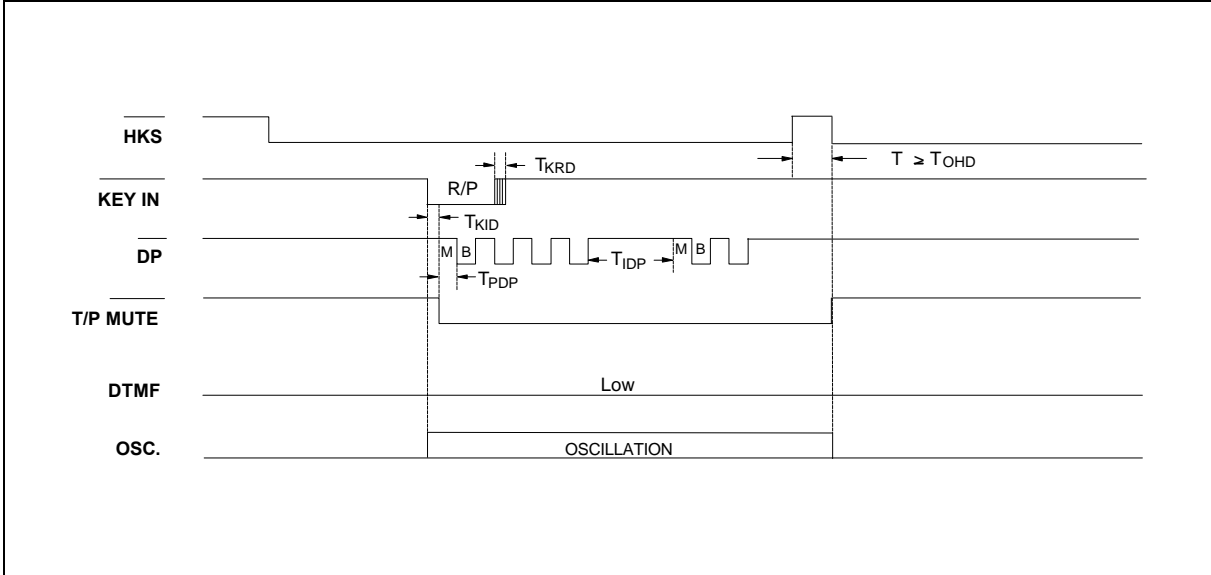 HKS
T ≥ TOHD
TKRD
KEY IN
R/P
TKID
DP
M B
TIDP
M B
TPDP
T/P MUTE
DTMF
Low
OSC.
OSCILLATION